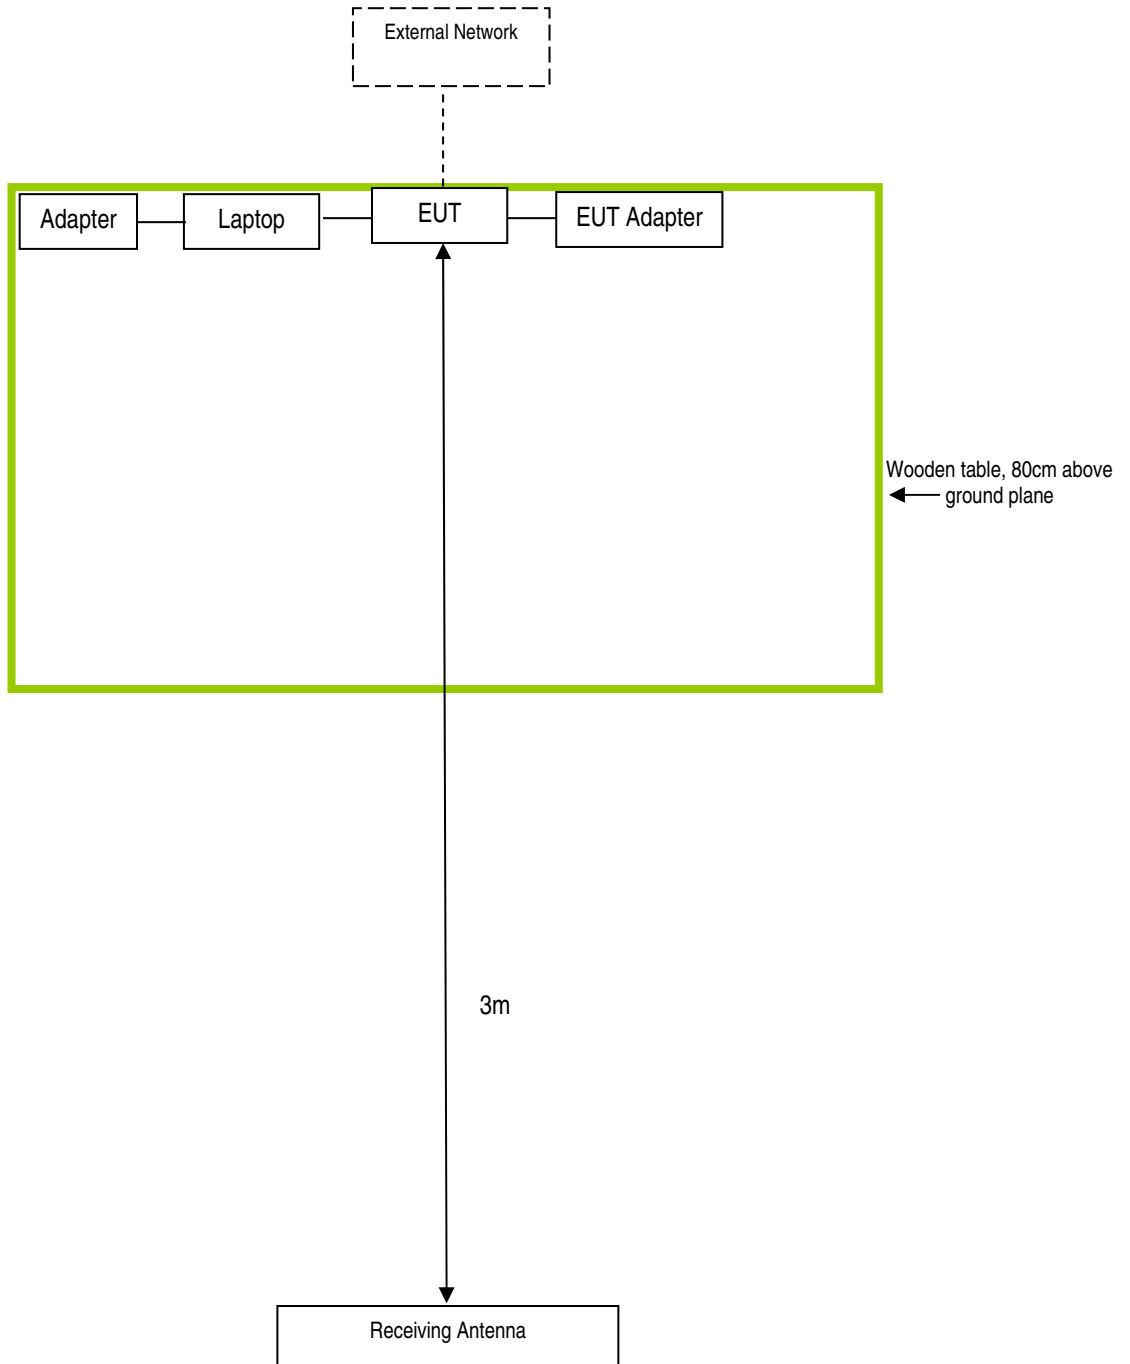 External Network
Adapter
Laptop
EUT
EUT Adapter
Wooden table, 80cm above
ground plane
3m
Receiving Antenna